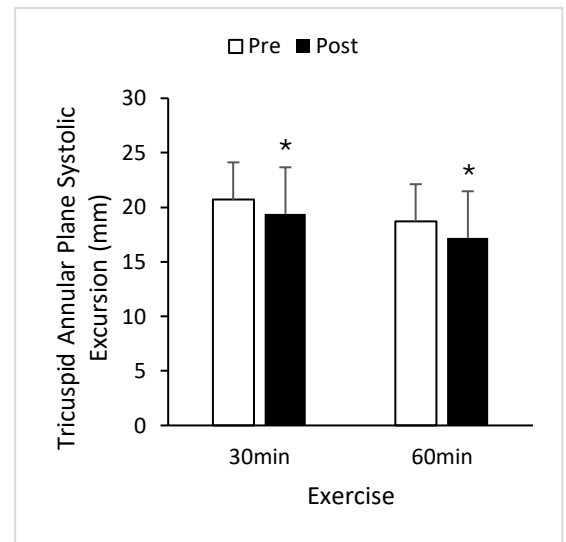 Pre Post
Tricuspid Annular Plane Systolic
Excursion (mm)
30
25
20
15
10
5
0
* *
30min 60min
Exercise